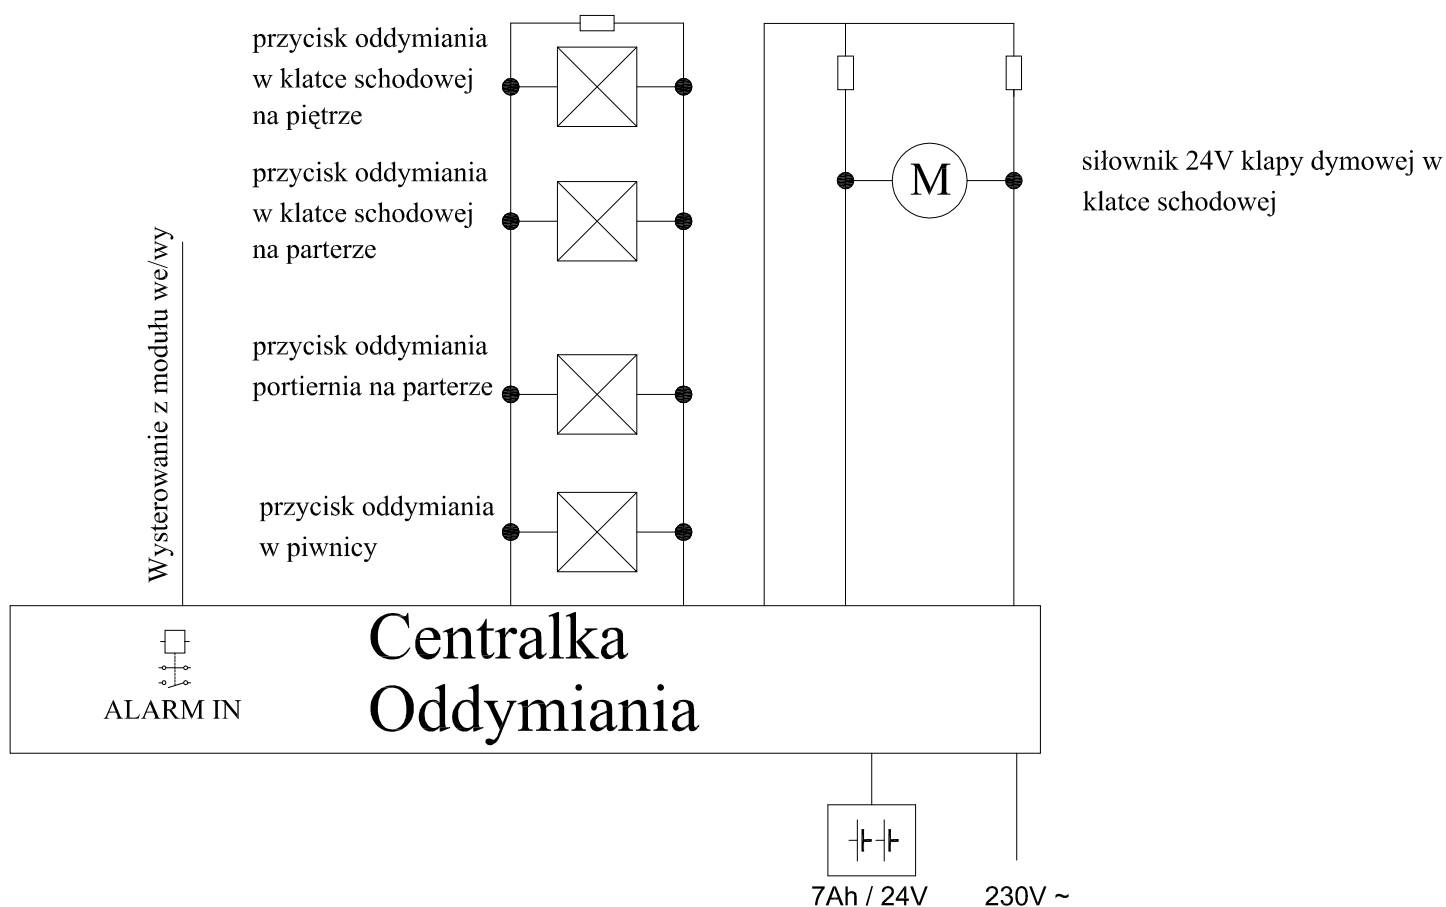 przycisk oddymiania
w klatce schodowej
na piętrze
przycisk oddymiania
w klatce schodowej
na parterze
przycisk oddymiania
portiernia na parterze
przycisk oddymiania
w piwnicy
Wysterowanie z modułu we/wy
M
siłownik 24V klapy dymowej w
klatce schodowej
Centralka
Oddymiania
ALARM IN
7Ah / 24V
230V ~